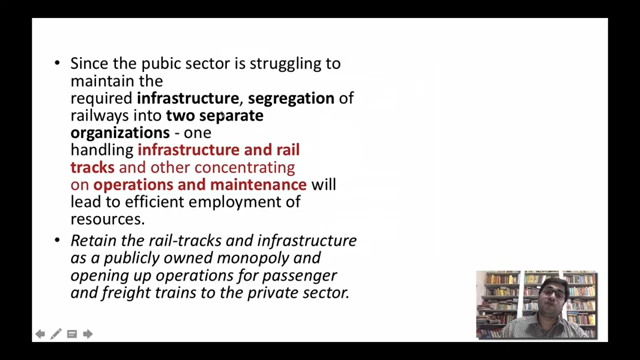 • Since the pubic sector is struggling to
maintain the
required infrastructure, segregation of
railways into two separate
organizations - one
handling infrastructure and rail
tracks and other concentrating
on operations and maintenance will
lead to efficient employment of
resources.
• Retain the rail-tracks and infrastructure
as a publicly owned monopoly and
opening up operations for passenger
and freight trains to the private sector.